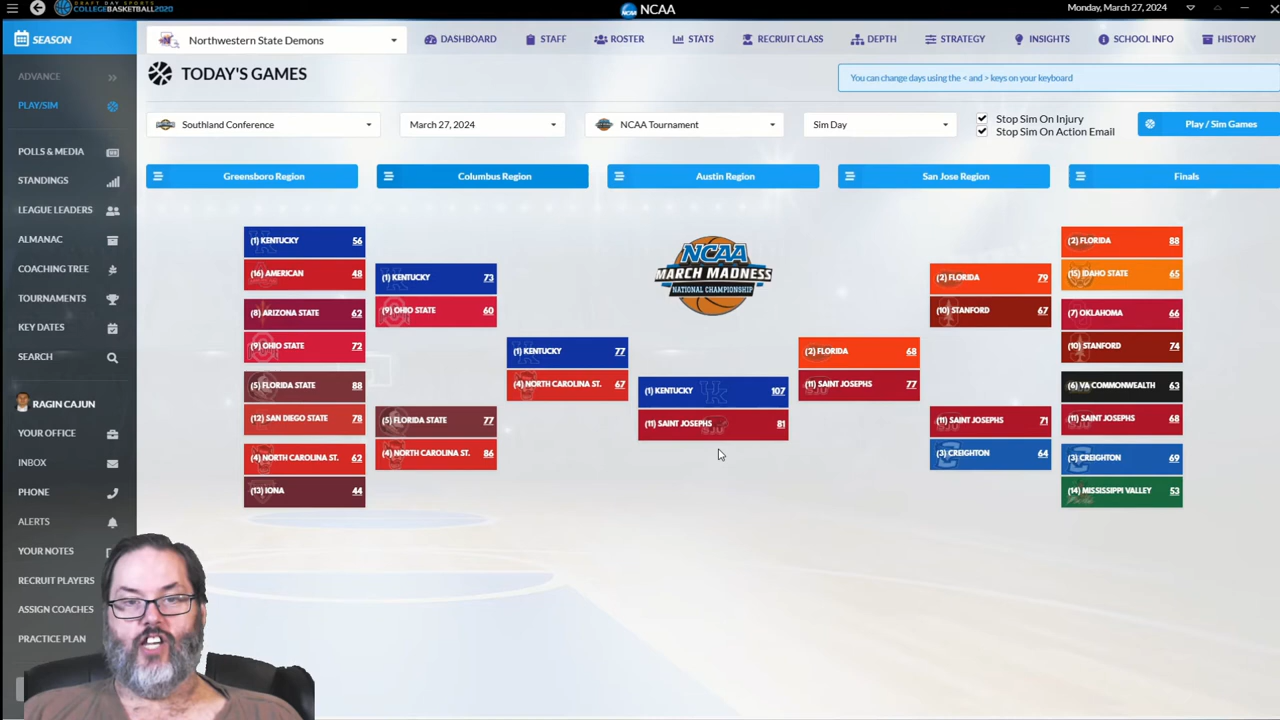 DRAFT DAY SPORTS
COLLEGE BASKETBALL 2020
NCAA
Monday, March 27, 2024
SEASON
Northwestern State Demons
DASHBOARD
STAFF
ROSTER
STATS
RECRUIT CLASS
DEPTH
STRATEGY
INSIGHTS
SCHOOL INFO
HISTORY
ADVANCE
TODAY'S GAMES
You can change days using the < and > keys on your keyboard
PLAY/SIM
Southland Conference
March 27, 2024
NCAA Tournament
Sim Day
Stop Sim On Injury
Stop Sim On Action Email
Play / Sim Games
POLLS & MEDIA
STANDINGS
LEAGUE LEADERS
ALMANAC
COACHING TREE
TOURNAMENTS
KEY DATES
SEARCH
RAGIN CAJUN
YOUR OFFICE
INBOX
PHONE
ALERTS
YOUR NOTES
RECRUIT PLAYERS
ASSIGN COACHES
PRACTICE PLAN
Greensboro Region
Columbus Region
Austin Region
San Jose Region
Finals
(1) KENTUCKY 56
(16) AMERICAN 48
(8) ARIZONA STATE 62
(9) OHIO STATE 72
(5) FLORIDA STATE 88
(12) SAN DIEGO STATE 78
(4) NORTH CAROLINA ST. 62
(13) IONA 44
(1) KENTUCKY 73
(9) OHIO STATE 60
(5) FLORIDA STATE 77
(4) NORTH CAROLINA ST. 86
(1) KENTUCKY 77
(4) NORTH CAROLINA ST. 67
NCAA
MARCH MADNESS
NATIONAL CHAMPIONSHIP
(1) KENTUCKY 107
(11) SAINT JOSEPHS 81
(2) FLORIDA 68
(11) SAINT JOSEPHS 77
(2) FLORIDA 79
(10) STANFORD 67
(11) SAINT JOSEPHS 71
(3) CREIGHTON 64
(2) FLORIDA 88
(15) IDAHO STATE 65
(7) OKLAHOMA 66
(10) STANFORD 74
(6) VA COMMONWEALTH 63
(11) SAINT JOSEPHS 68
(3) CREIGHTON 69
(14) MISSISSIPPI VALLEY 53